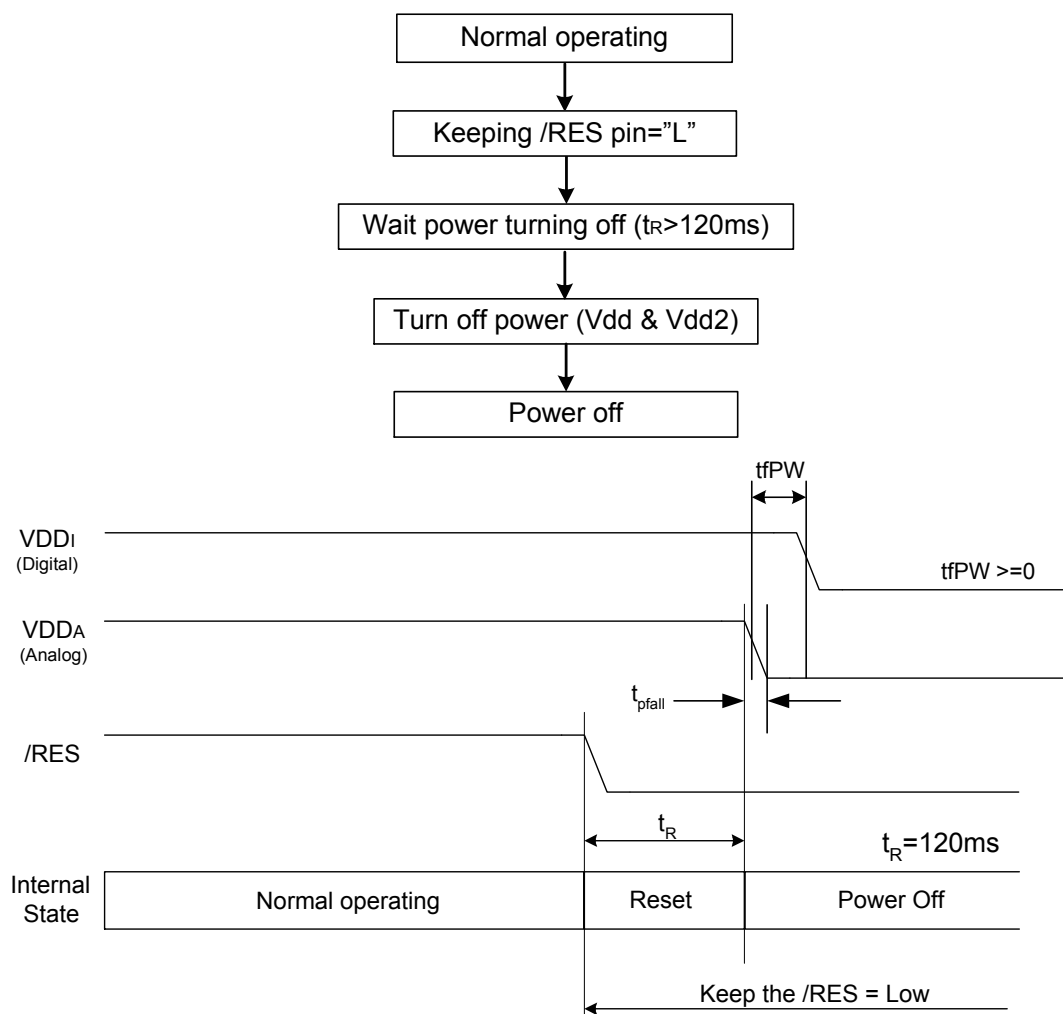 Normal operating
Keeping /RES pin=”L”
Wait power turning off (tR>120ms)
Turn off power (Vdd & Vdd2)
Power off
tfPW
VDDI
(Digital)
tfPW >=0
VDDA
(Analog)
tpfall
/RES
tR
tR=120ms
Internal
State
Normal operating
Reset
Power Off
Keep the /RES = Low